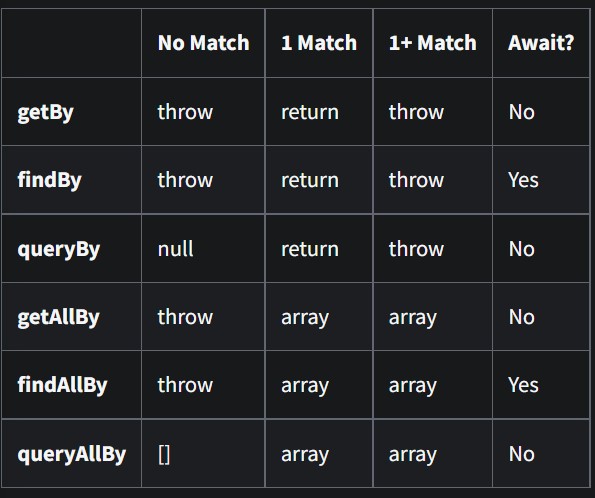 No Match 1 Match 1+ Match Await?
getBy throw return throw No
findBy throw return throw Yes
queryBy null return throw No
getAllBy throw array array No
findAllBy throw array array Yes
queryAllBy [] array array No